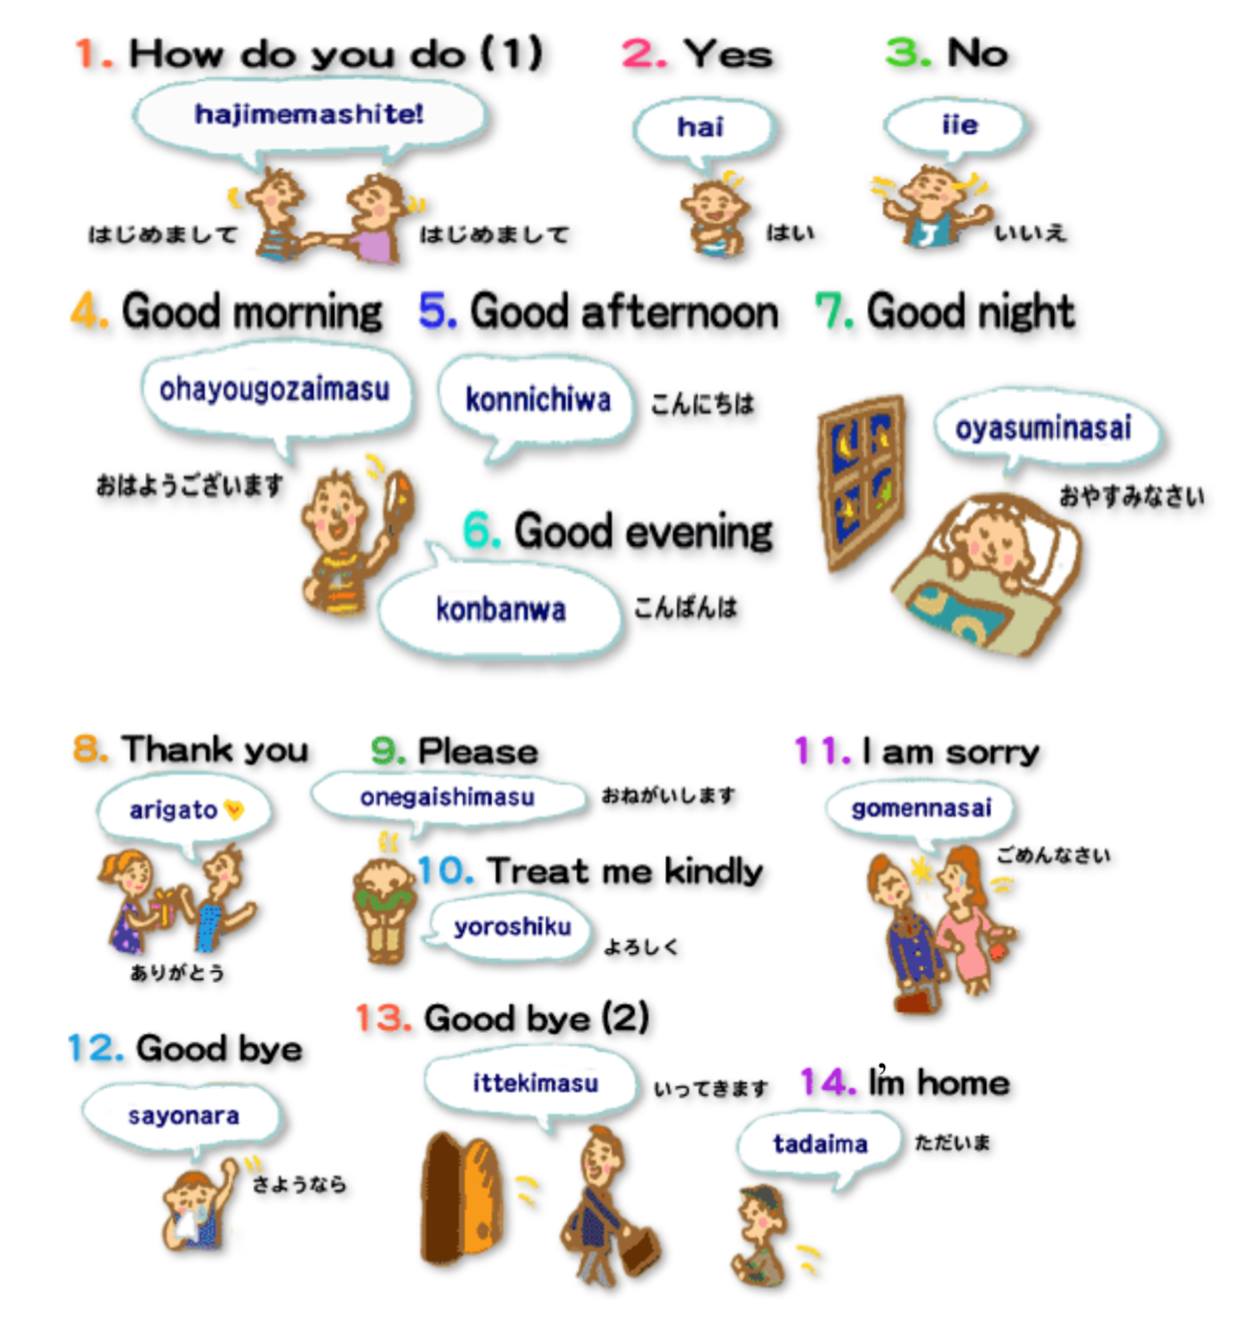 1. How do you do (1)
hajimemashite!
はじめまして
はじめまして
2. Yes
hai
はい
3. No
iie
いいえ
4. Good morning
ohayougozaimasu
おはようございます
5. Good afternoon
konnichiwa
こんにちは
6. Good evening
konbanwa
こんばんは
7. Good night
oyasuminasai
おやすみなさい
8. Thank you
arigato
ありがとう
9. Please
onegaishimasu
おねがいします
10. Treat me kindly
yoroshiku
よろしく
11. I am sorry
gomennasai
ごめんなさい
12. Good bye
sayonara
さようなら
13. Good bye (2)
ittekimasu
いってきます
14. I'm home
tadaima
ただいま